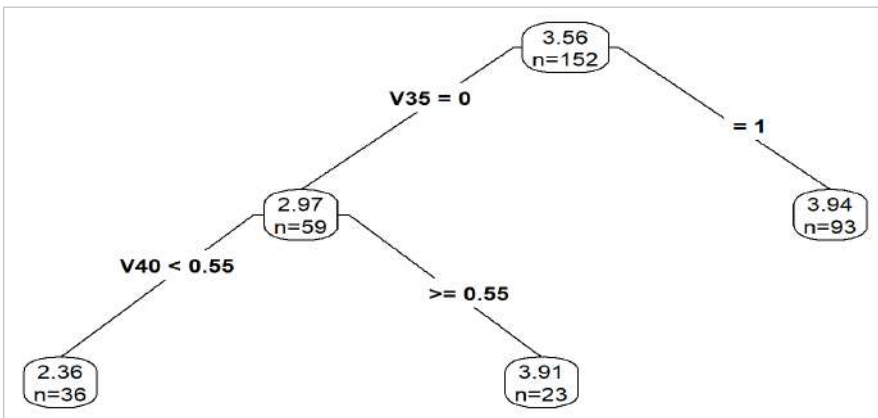 3.56
n=152
V35 = 0
= 1
2.97
n=59
3.94
n=93
V40 < 0.55
>= 0.55
2.36
n=36
3.91
n=23